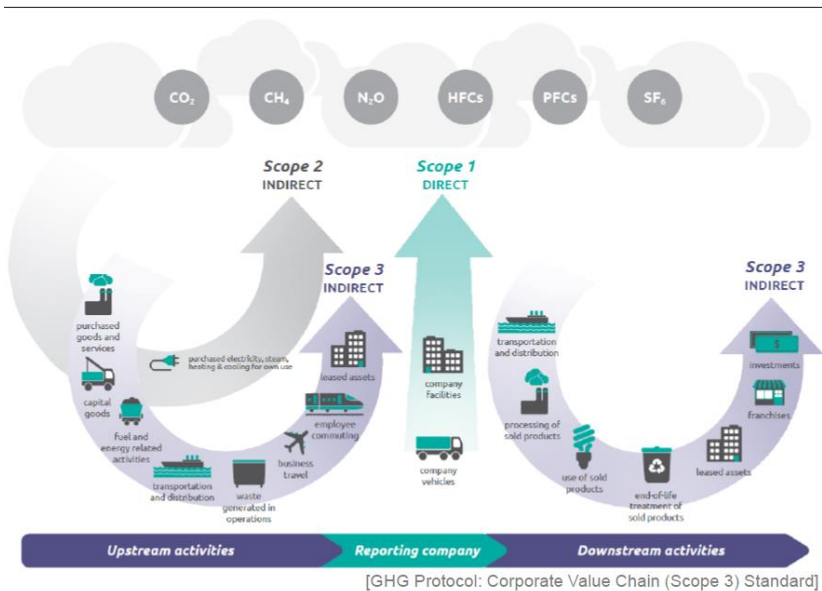 CO₂
CH₄
N₂O
HFCs
PFCs
SF₆
Scope 2
INDIRECT
Scope 1
DIRECT
Scope 3
INDIRECT
Scope 3
INDIRECT
purchased
goods and
services
capital
goods
fuel and
energy related
activities
transportation
and distribution
waste
generated in
operations
business
travel
employee
commuting
leased assets
purchased electricity, steam,
heating & cooling for own use
company
facilities
company
vehicles
transportation
and distribution
processing of
sold products
use of sold
products
end-of-life
treatment of
sold products
leased assets
franchises
investments
$
Upstream activities
Reporting company
Downstream activities
[GHG Protocol: Corporate Value Chain (Scope 3) Standard]